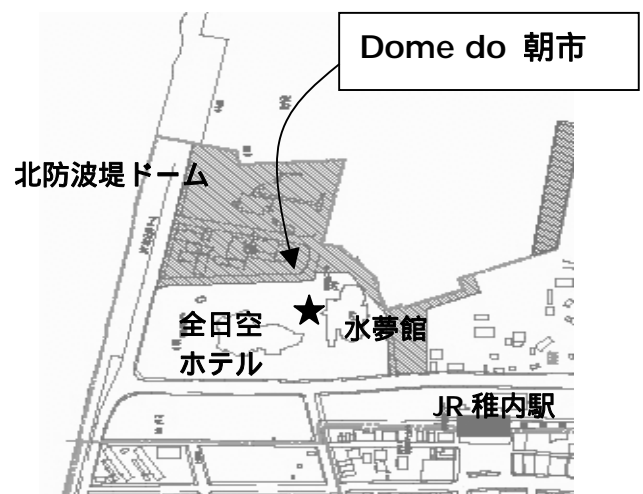 Dome do 朝市
北防波堤ドーム
全日空
ホテル
水夢館
JR 稚内駅